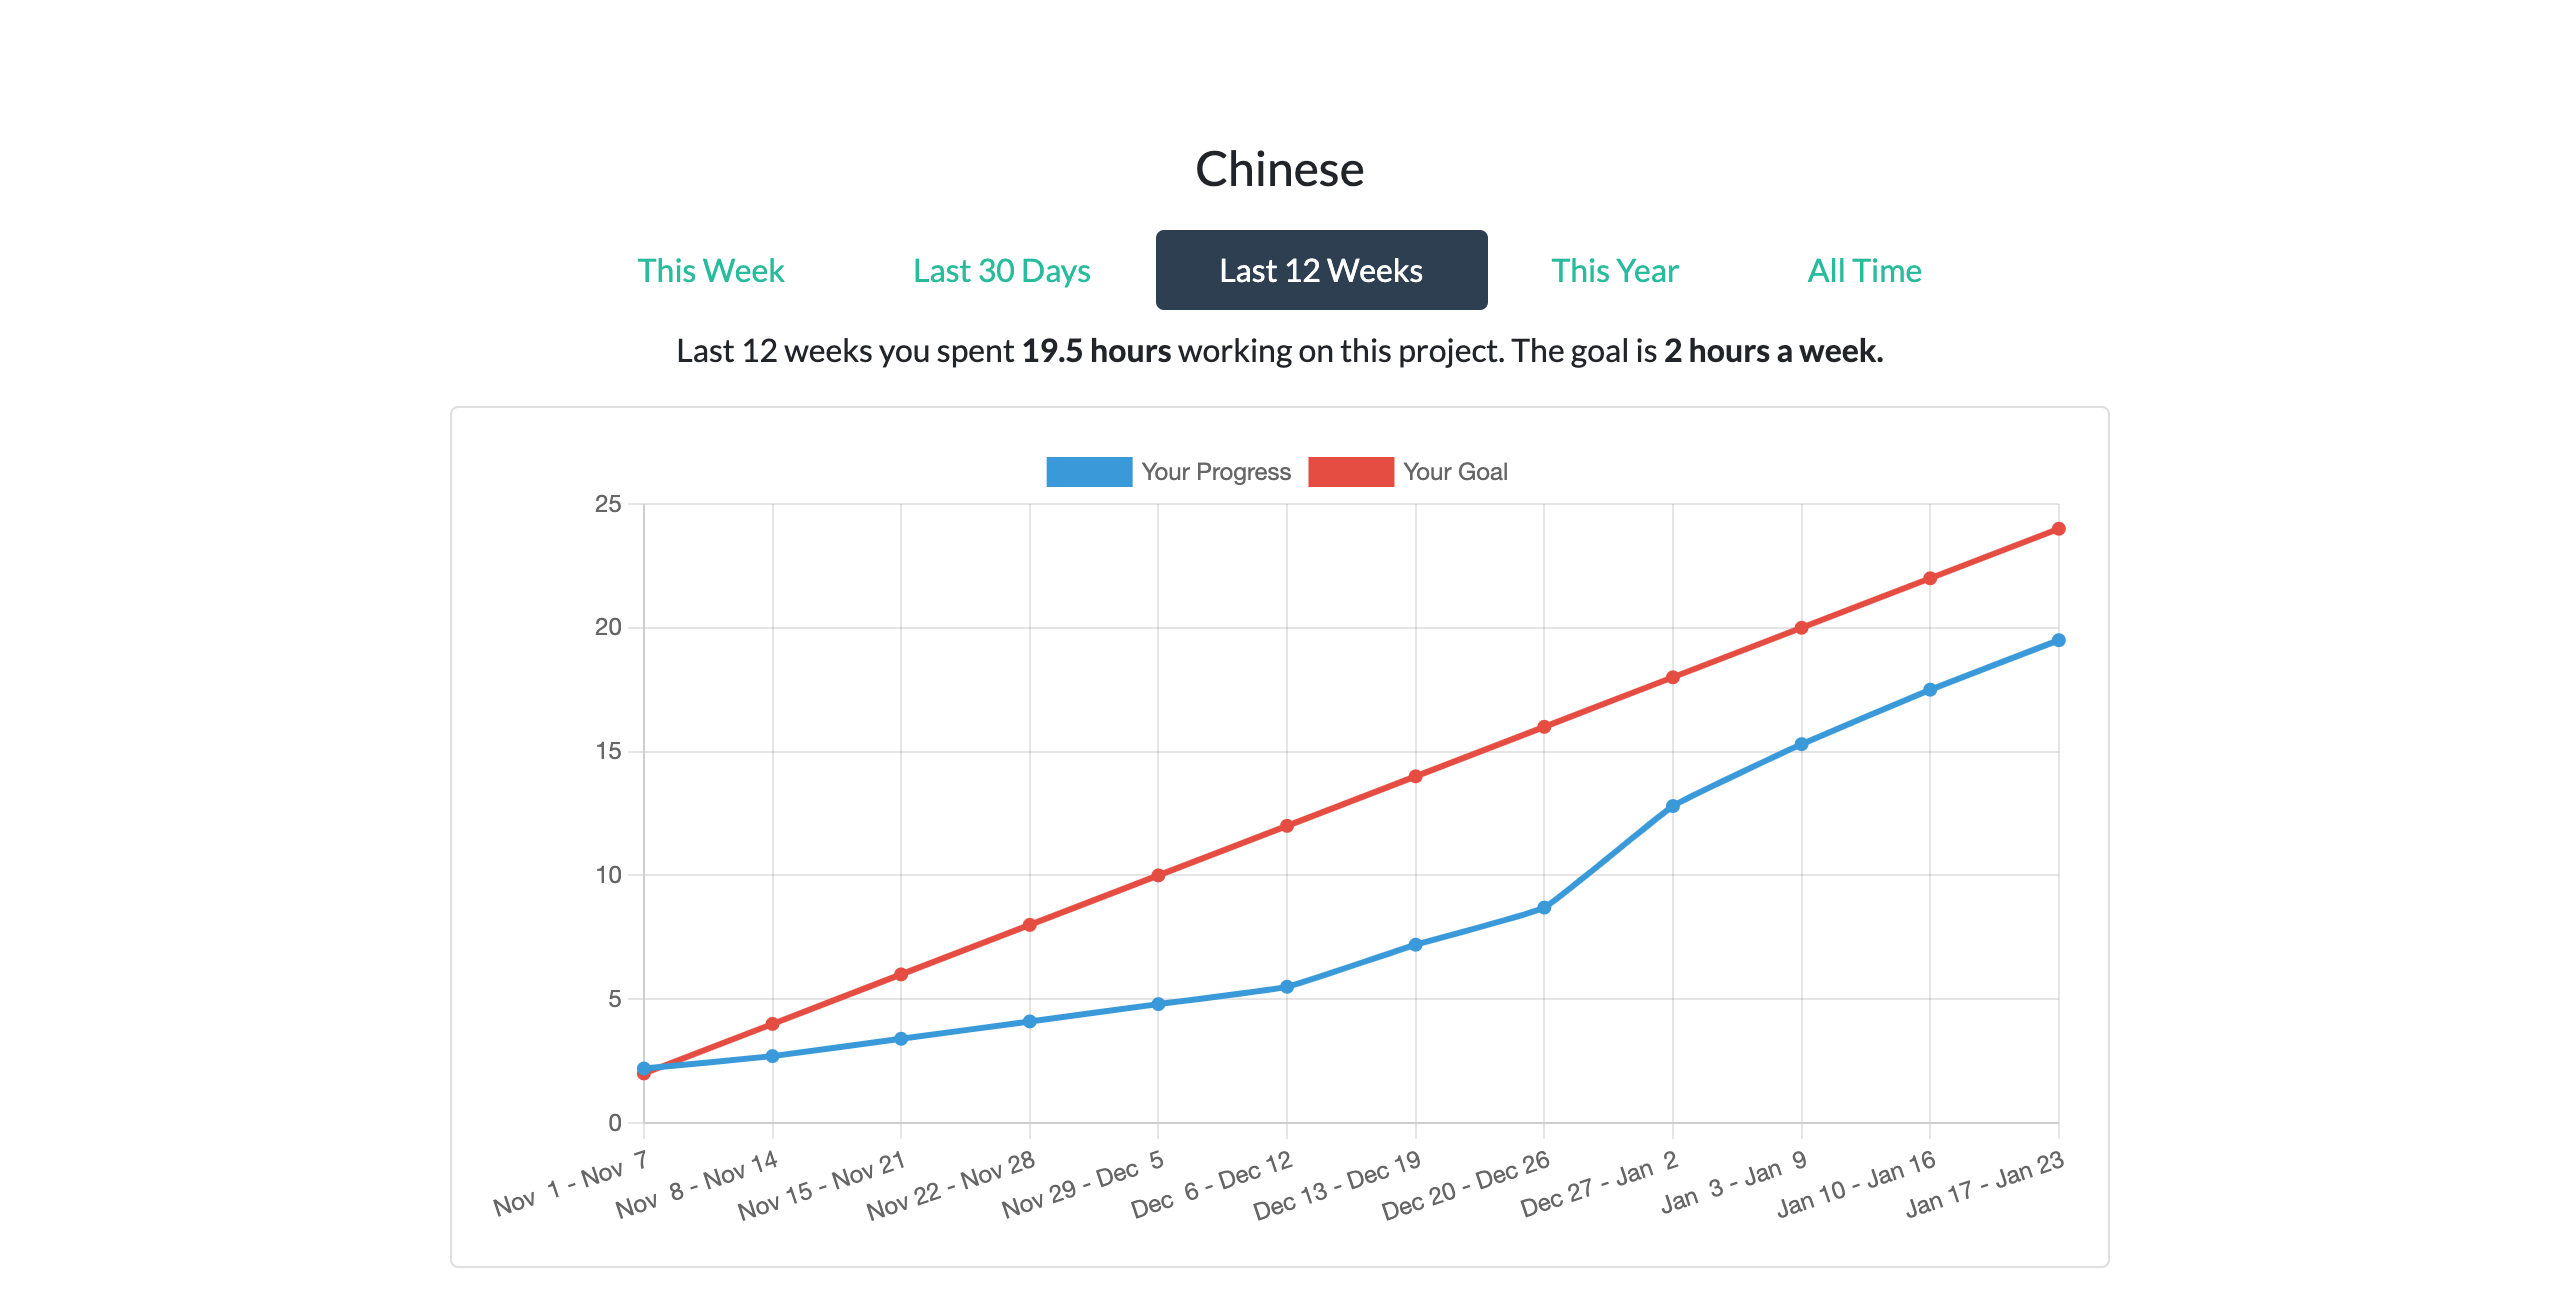 Chinese
This Week Last 30 Days Last 12 Weeks This Year All Time
Last 12 weeks you spent 19.5 hours working on this project. The goal is 2 hours a week.
Your Progress Your Goal
25
20
15
10
5
0
Nov 1 - Nov 7
Nov 8 - Nov 14
Nov 15 - Nov 21
Nov 22 - Nov 28
Nov 29 - Dec 5
Dec 6 - Dec 12
Dec 13 - Dec 19
Dec 20 - Dec 26
Dec 27 - Jan 2
Jan 3 - Jan 9
Jan 10 - Jan 16
Jan 17 - Jan 23